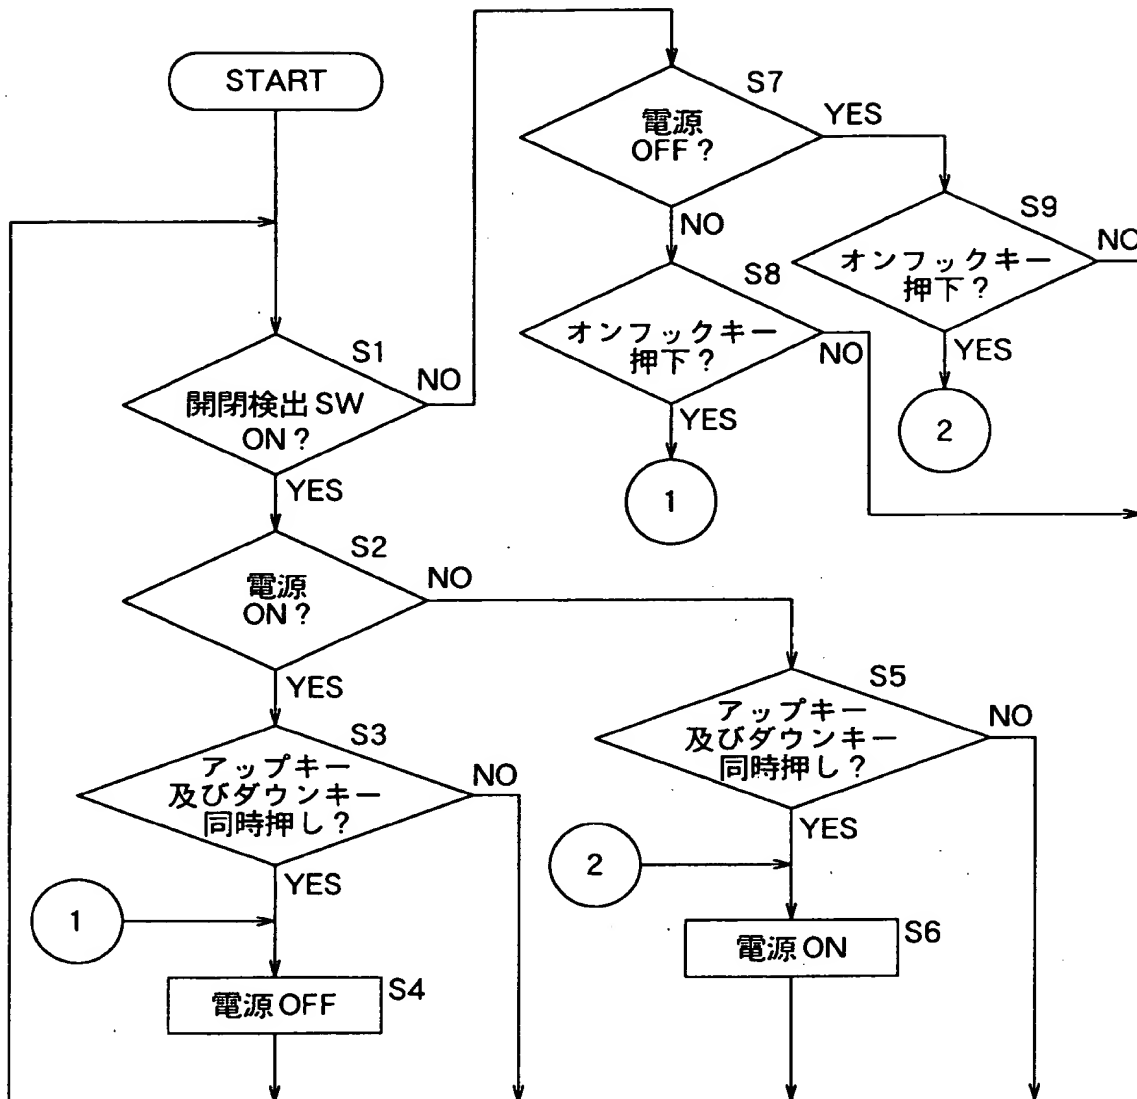 START
S1
開閉検出SW
ON?
NO
YES
S2
電源
ON?
NO
YES
S3
アップキー
及びダウンキー
同時押し?
NO
YES
1
電源OFF
S4
S5
アップキー
及びダウンキー
同時押し?
NO
YES
2
電源ON
S6
S7
電源
OFF?
YES
NO
S8
オンフックキー
押下?
NO
YES
1
S9
オンフックキー
押下?
NO
YES
2